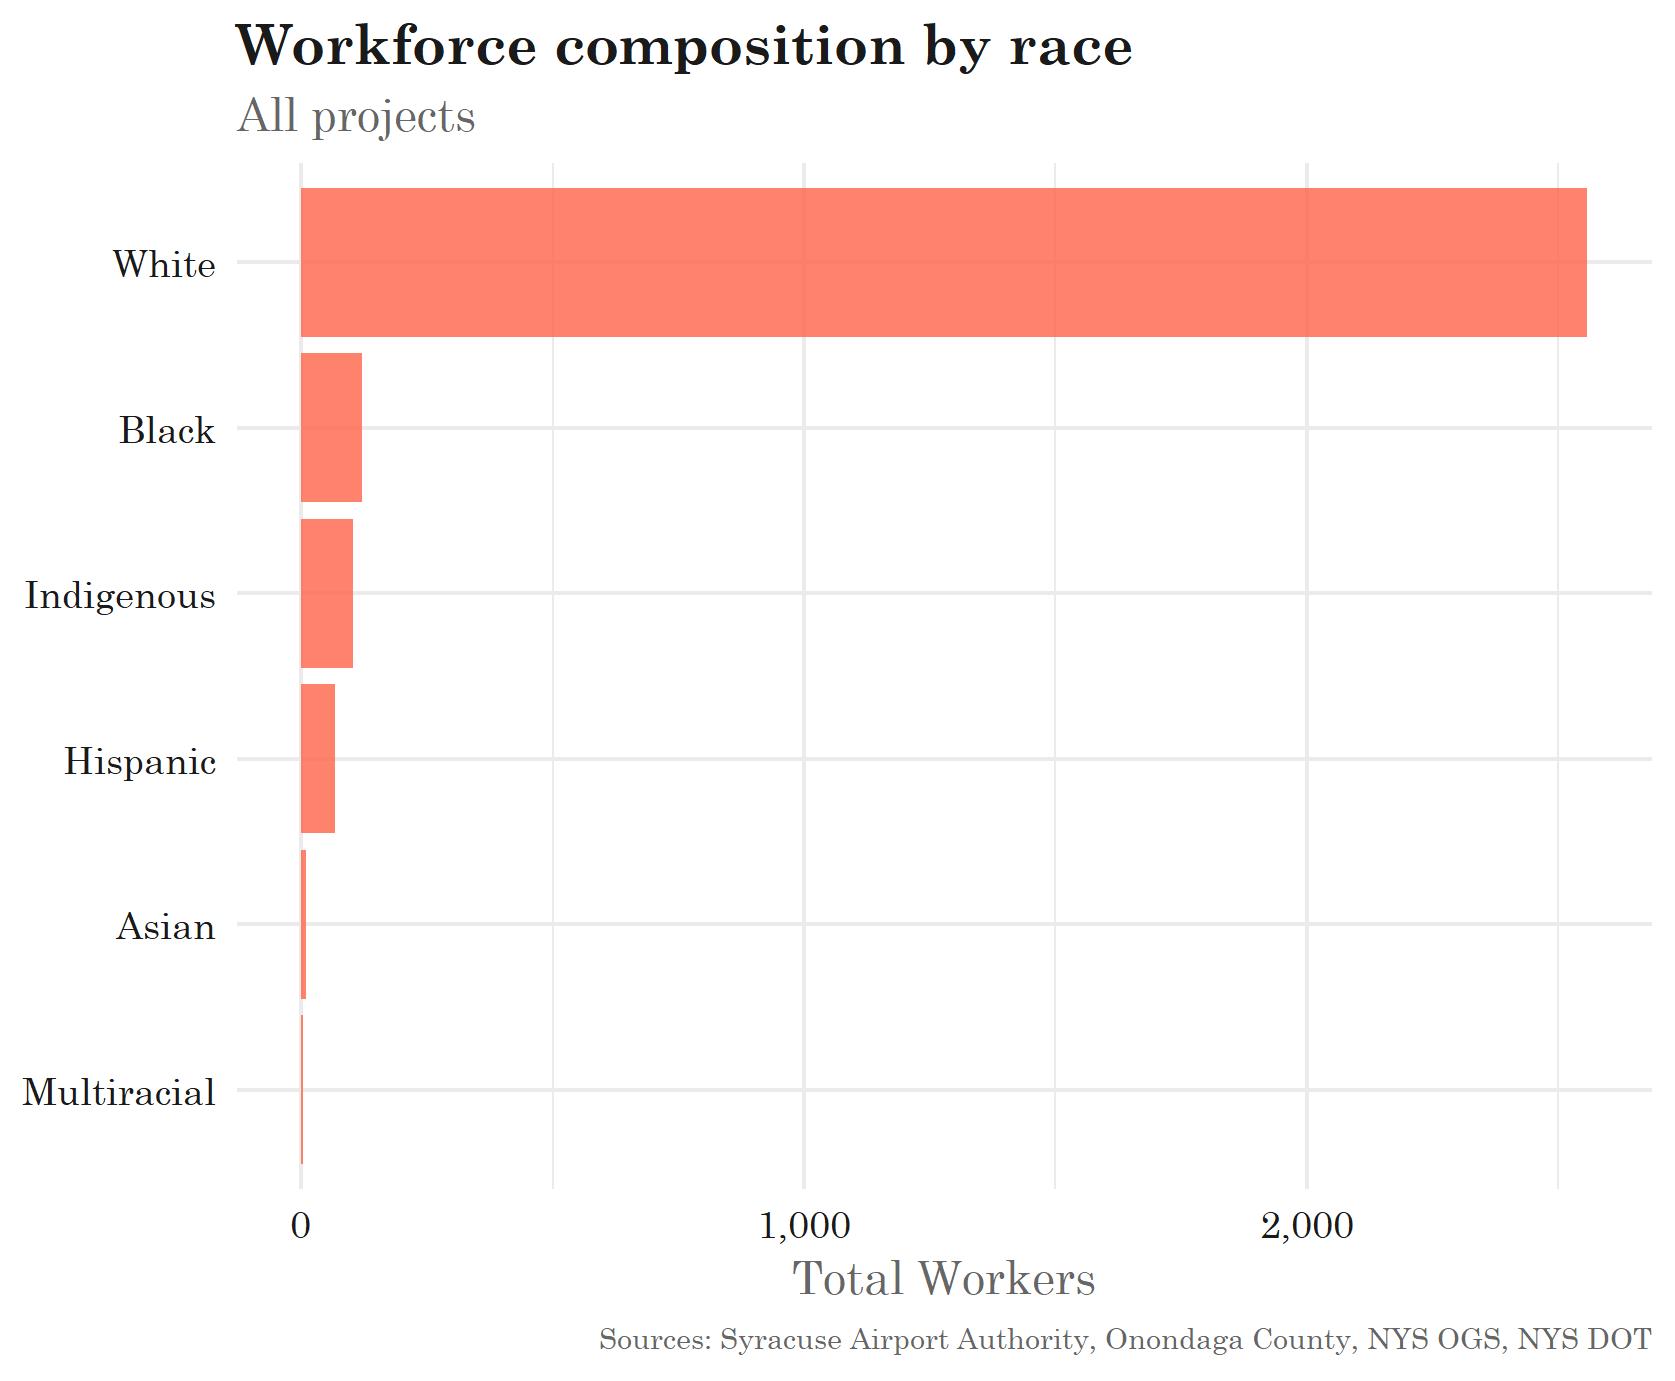 Workforce composition by race
All projects
White
Black
Indigenous
Hispanic
Asian
Multiracial
0 1,000 2,000
Total Workers
Sources: Syracuse Airport Authority, Onondaga County, NYS OGS, NYS DOT